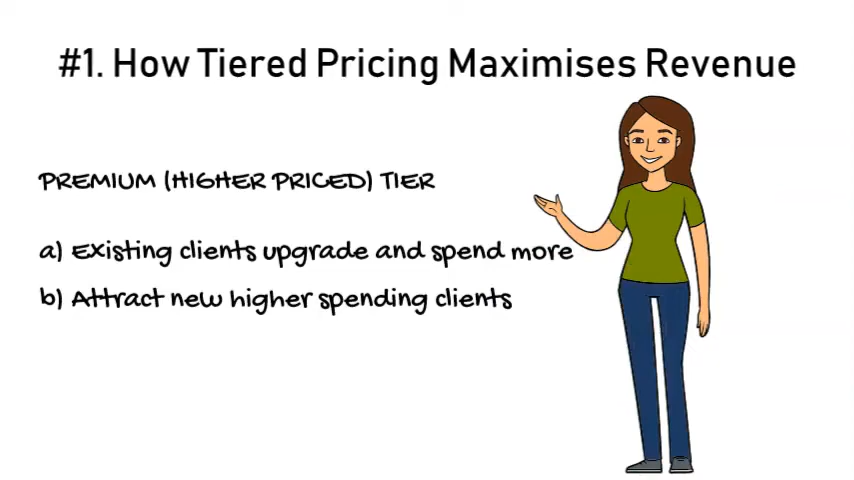 #1. How Tiered Pricing Maximises Revenue
PREMIUM (HIGHER PRICED) TIER
a) Existing clients upgrade and spend more
b) Attract new higher spending clients